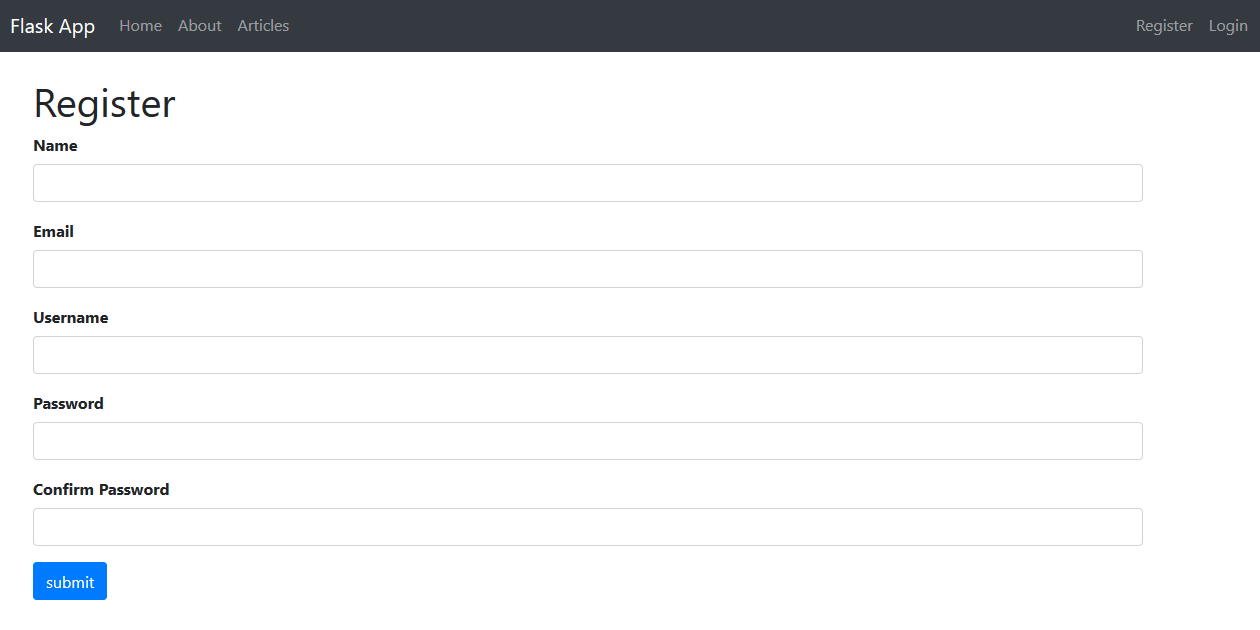 Flask App Home About Articles Register Login
Register
Name
Email
Username
Password
Confirm Password
submit